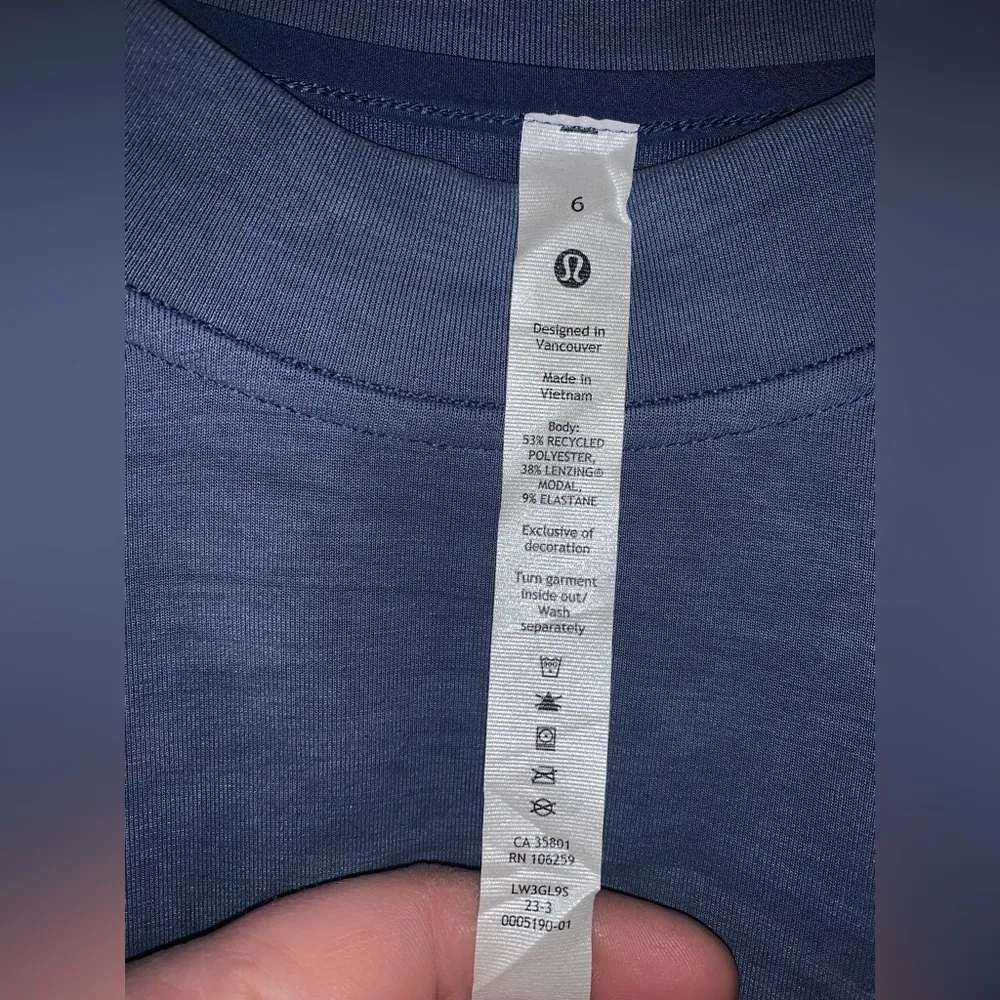 6
Designed in
Vancouver
Made in
Vietnam
Body:
53% RECYCLED
POLYESTER,
38% LENZING®
MODAL,
9% ELASTANE
Exclusive of
decoration
Turn garment
inside out/
Wash
separately
CA 35801
RN 106259
LW3GL9S
23-3
0005190-01